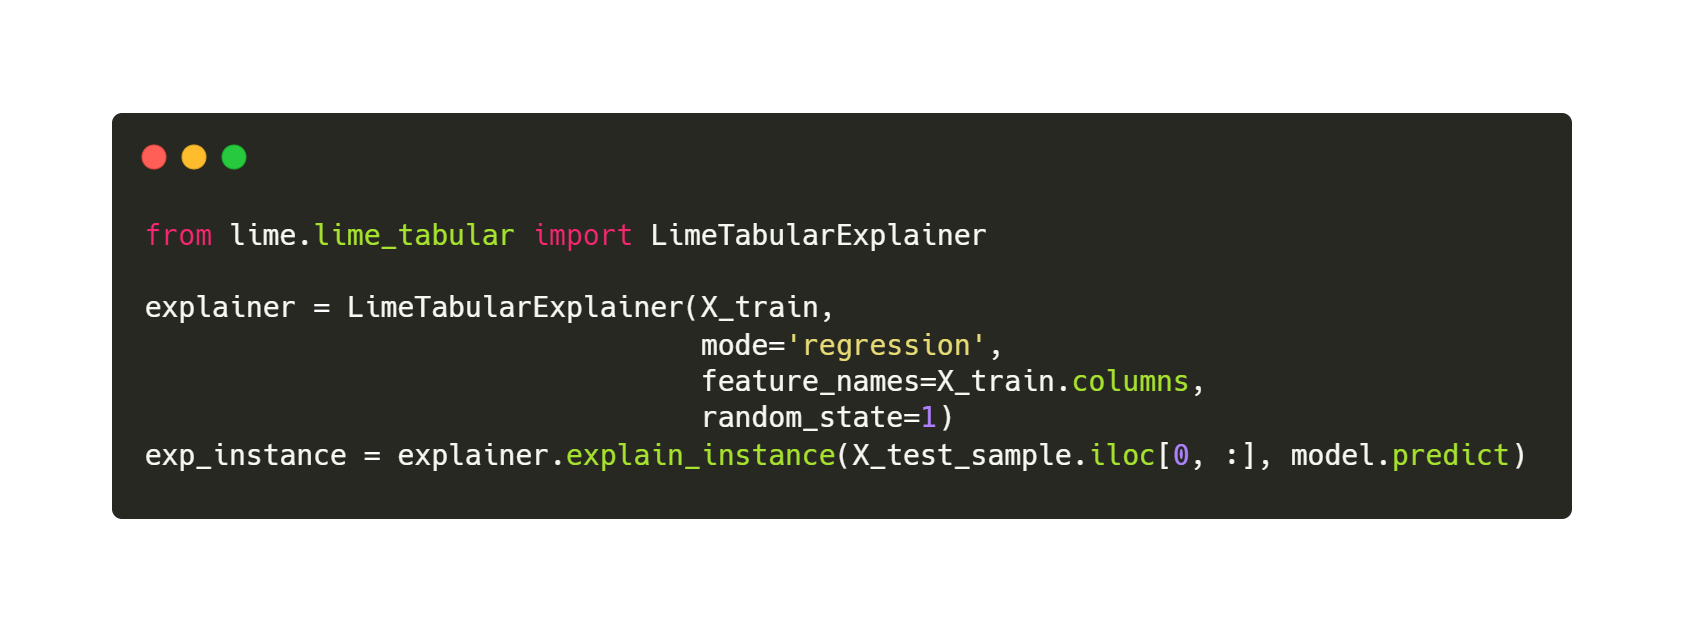 from lime.lime_tabular import LimeTabularExplainer
explainer = LimeTabularExplainer(X_train,
mode='regression',
feature_names=X_train.columns,
random_state=1)
exp_instance = explainer.explain_instance(X_test_sample.iloc[0, :], model.predict)